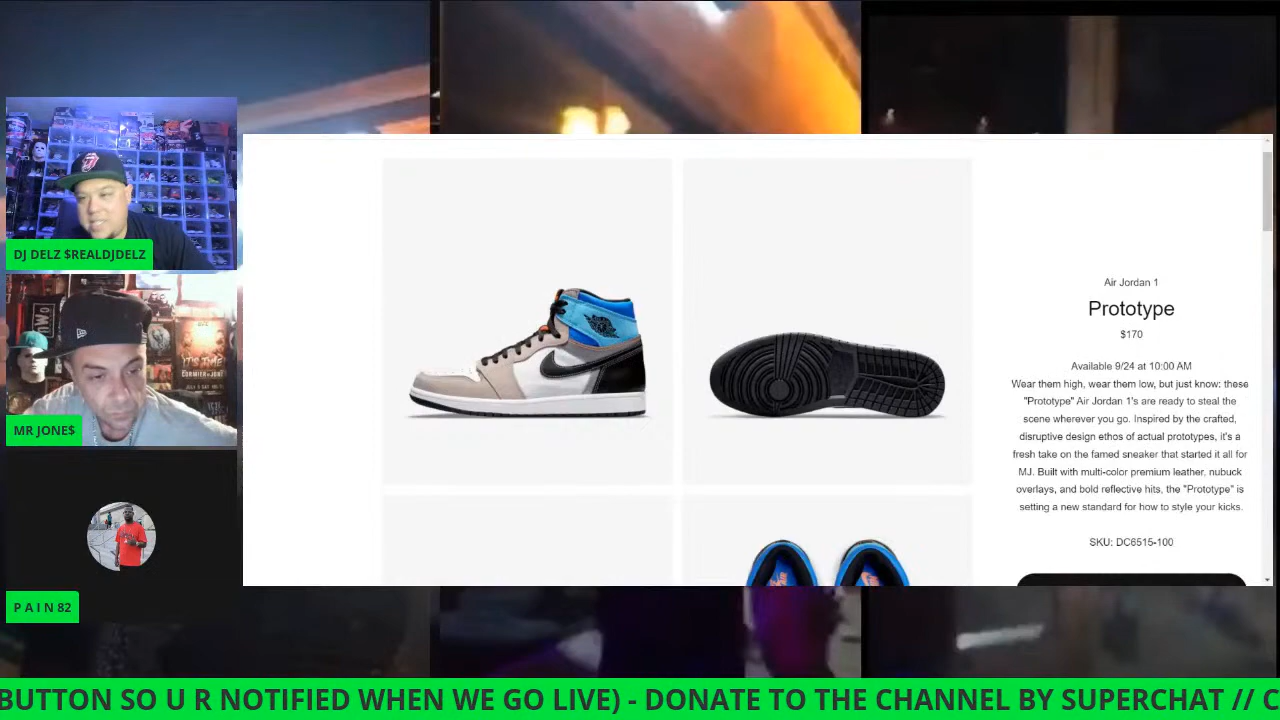 DJ DELZ $REALDJDELZ
nWo
IT'S TIME
MR JONE$
P A I N 82
Air Jordan 1
Prototype
$170
Available 9/24 at 10:00 AM
Wear them high, wear them low, but just know: these
"Prototype" Air Jordan 1's are ready to steal the
scene wherever you go. Inspired by the crafted,
disruptive design ethos of actual prototypes, it's a
fresh take on the famed sneaker that started it all for
MJ. Built with multi-color premium leather, nubuck
overlays, and bold reflective hits, the "Prototype" is
setting a new standard for how to style your kicks.
SKU: DC6515-100
BUTTON SO U R NOTIFIED WHEN WE GO LIVE) - DONATE TO THE CHANNEL BY SUPERCHAT // C